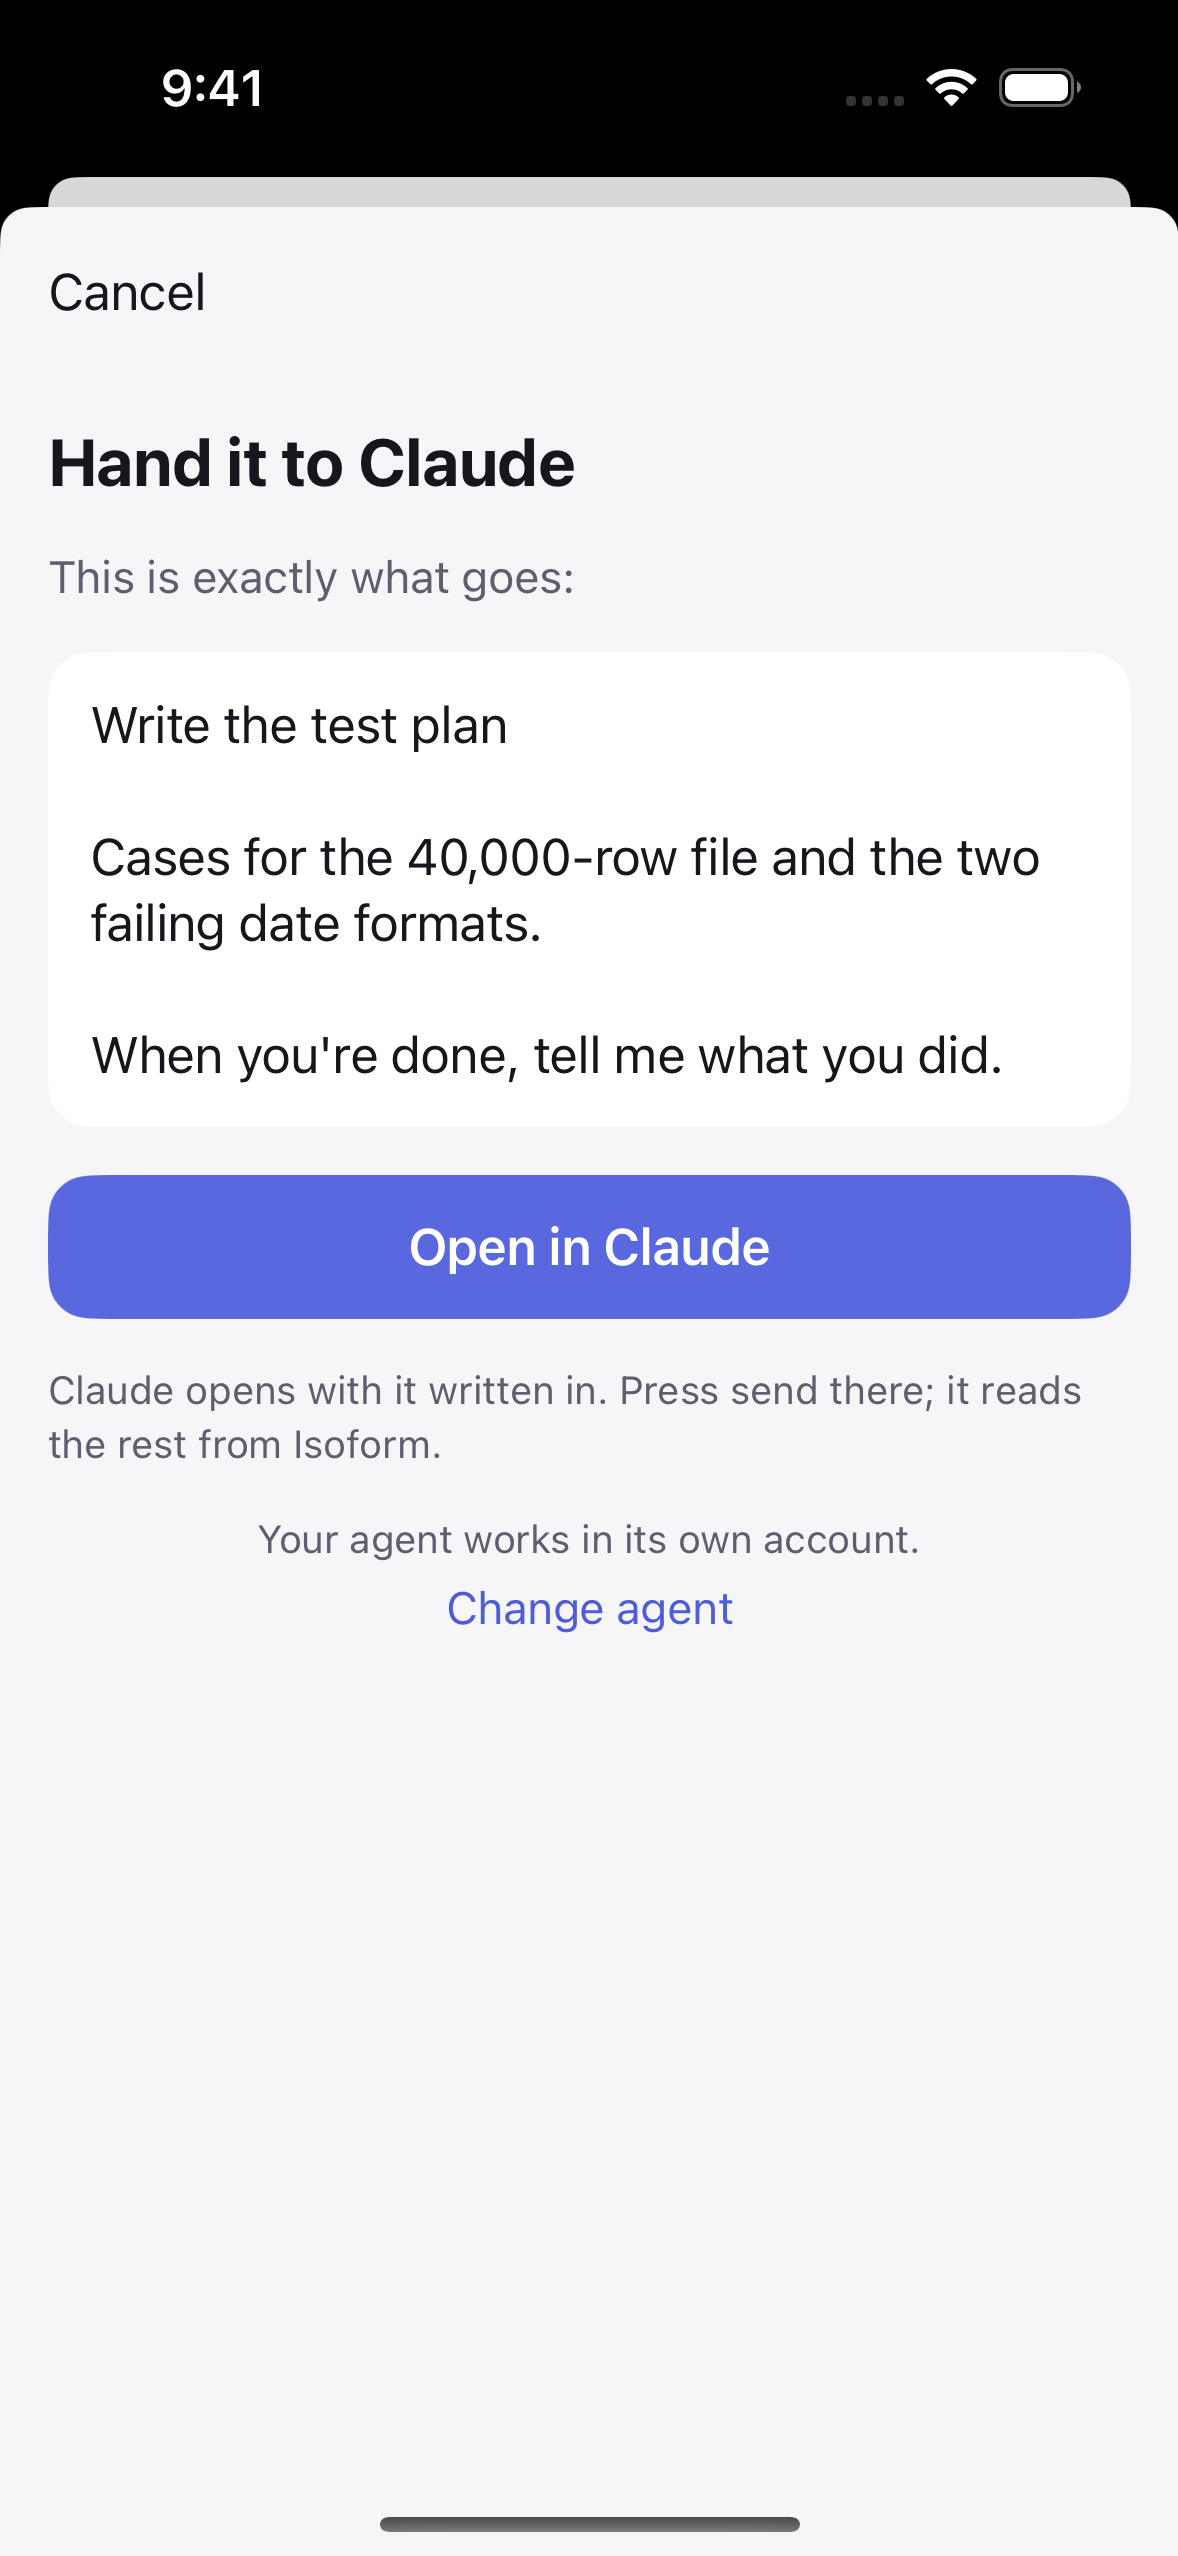 9:41
Cancel
Hand it to Claude
This is exactly what goes:
Write the test plan
Cases for the 40,000-row file and the two
failing date formats.
When you're done, tell me what you did.
Open in Claude
Claude opens with it written in. Press send there; it reads
the rest from Isoform.
Your agent works in its own account.
Change agent